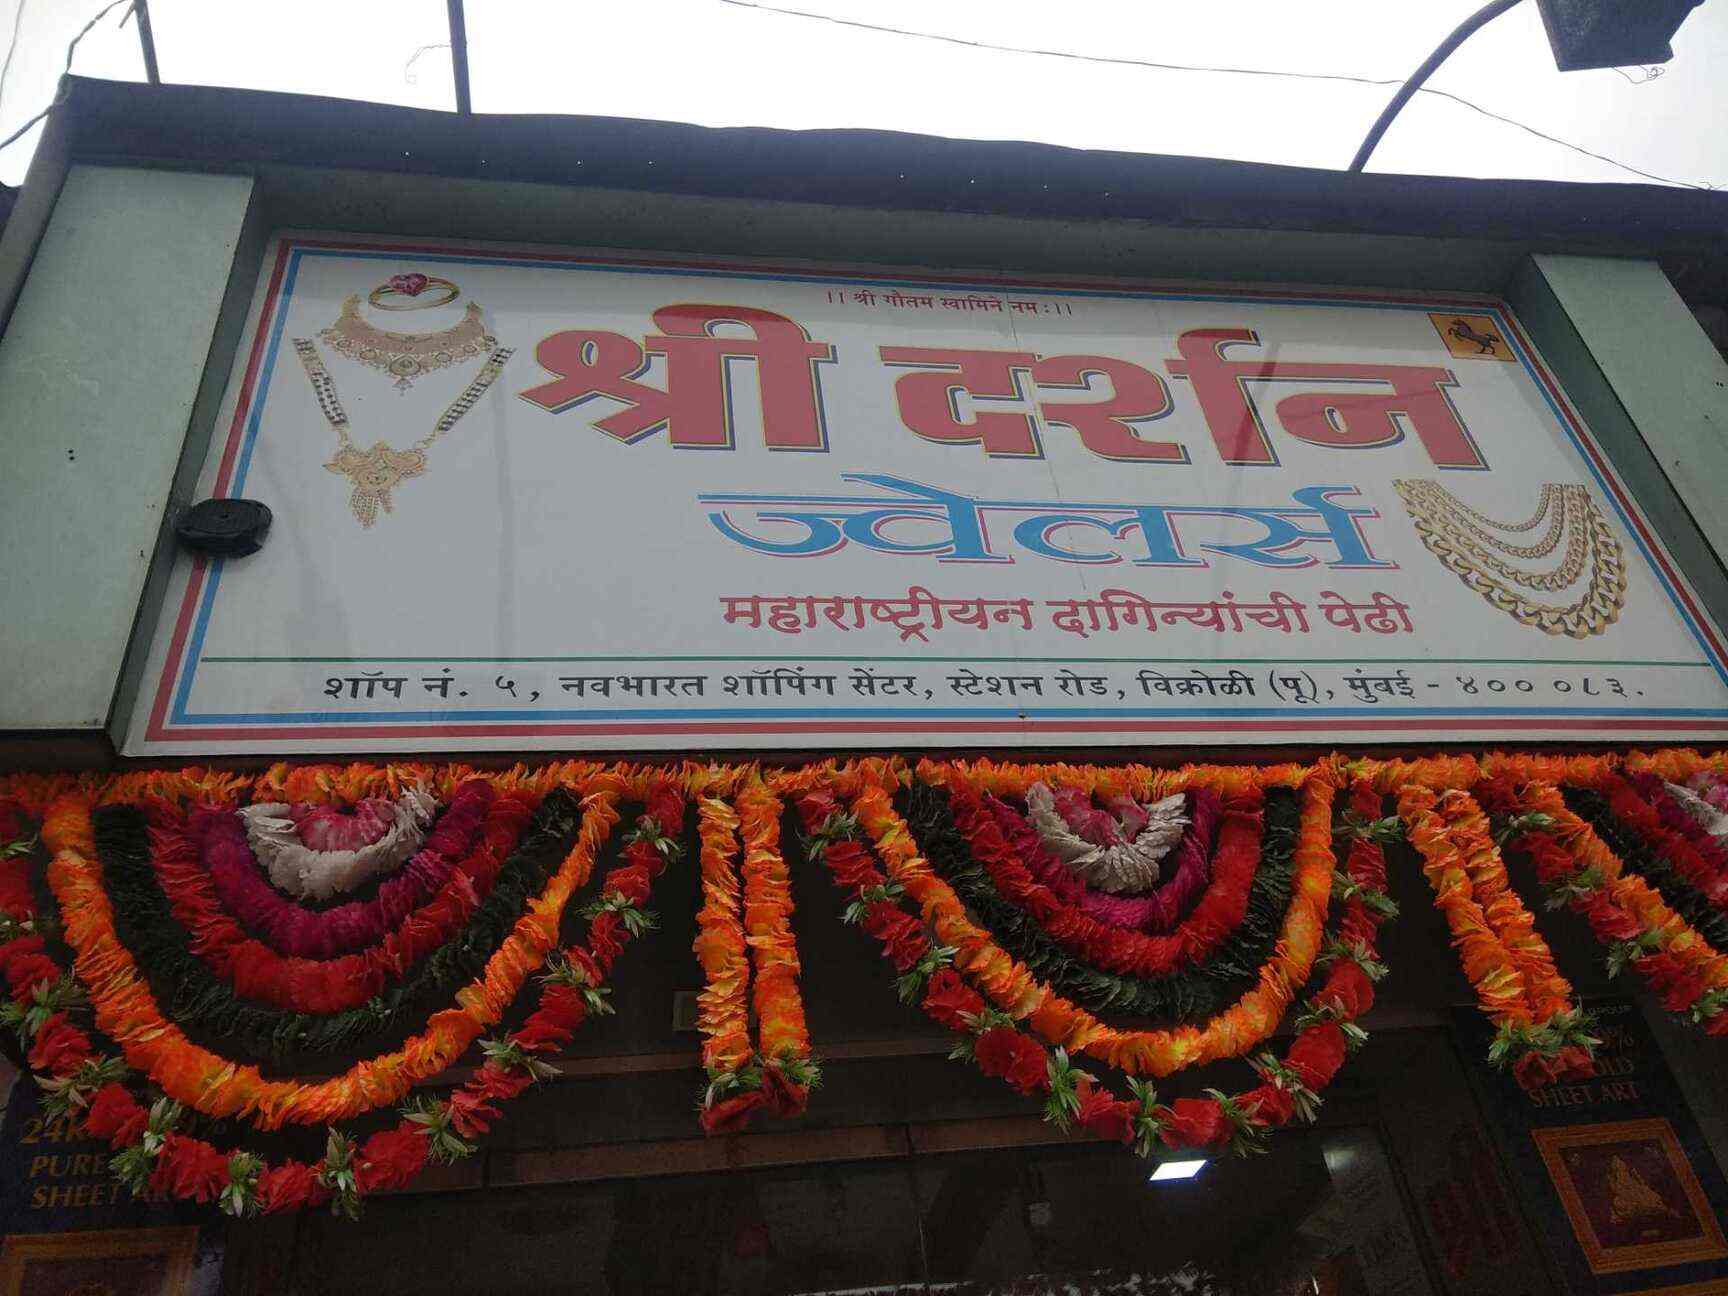 ।। श्री गौतम स्वामिने नम:।।
श्री दर्शन
ज्वेलर्स
महाराष्ट्रीयन दागिन्यांची पेढी
शॉप नं. ५, नवभारत शॉपिंग सेंटर, स्टेशन रोड, विक्रोळी (पू), मुंबई - ४०० ०८३.
24K
PURE
SHEET
OLD
SHEET ART